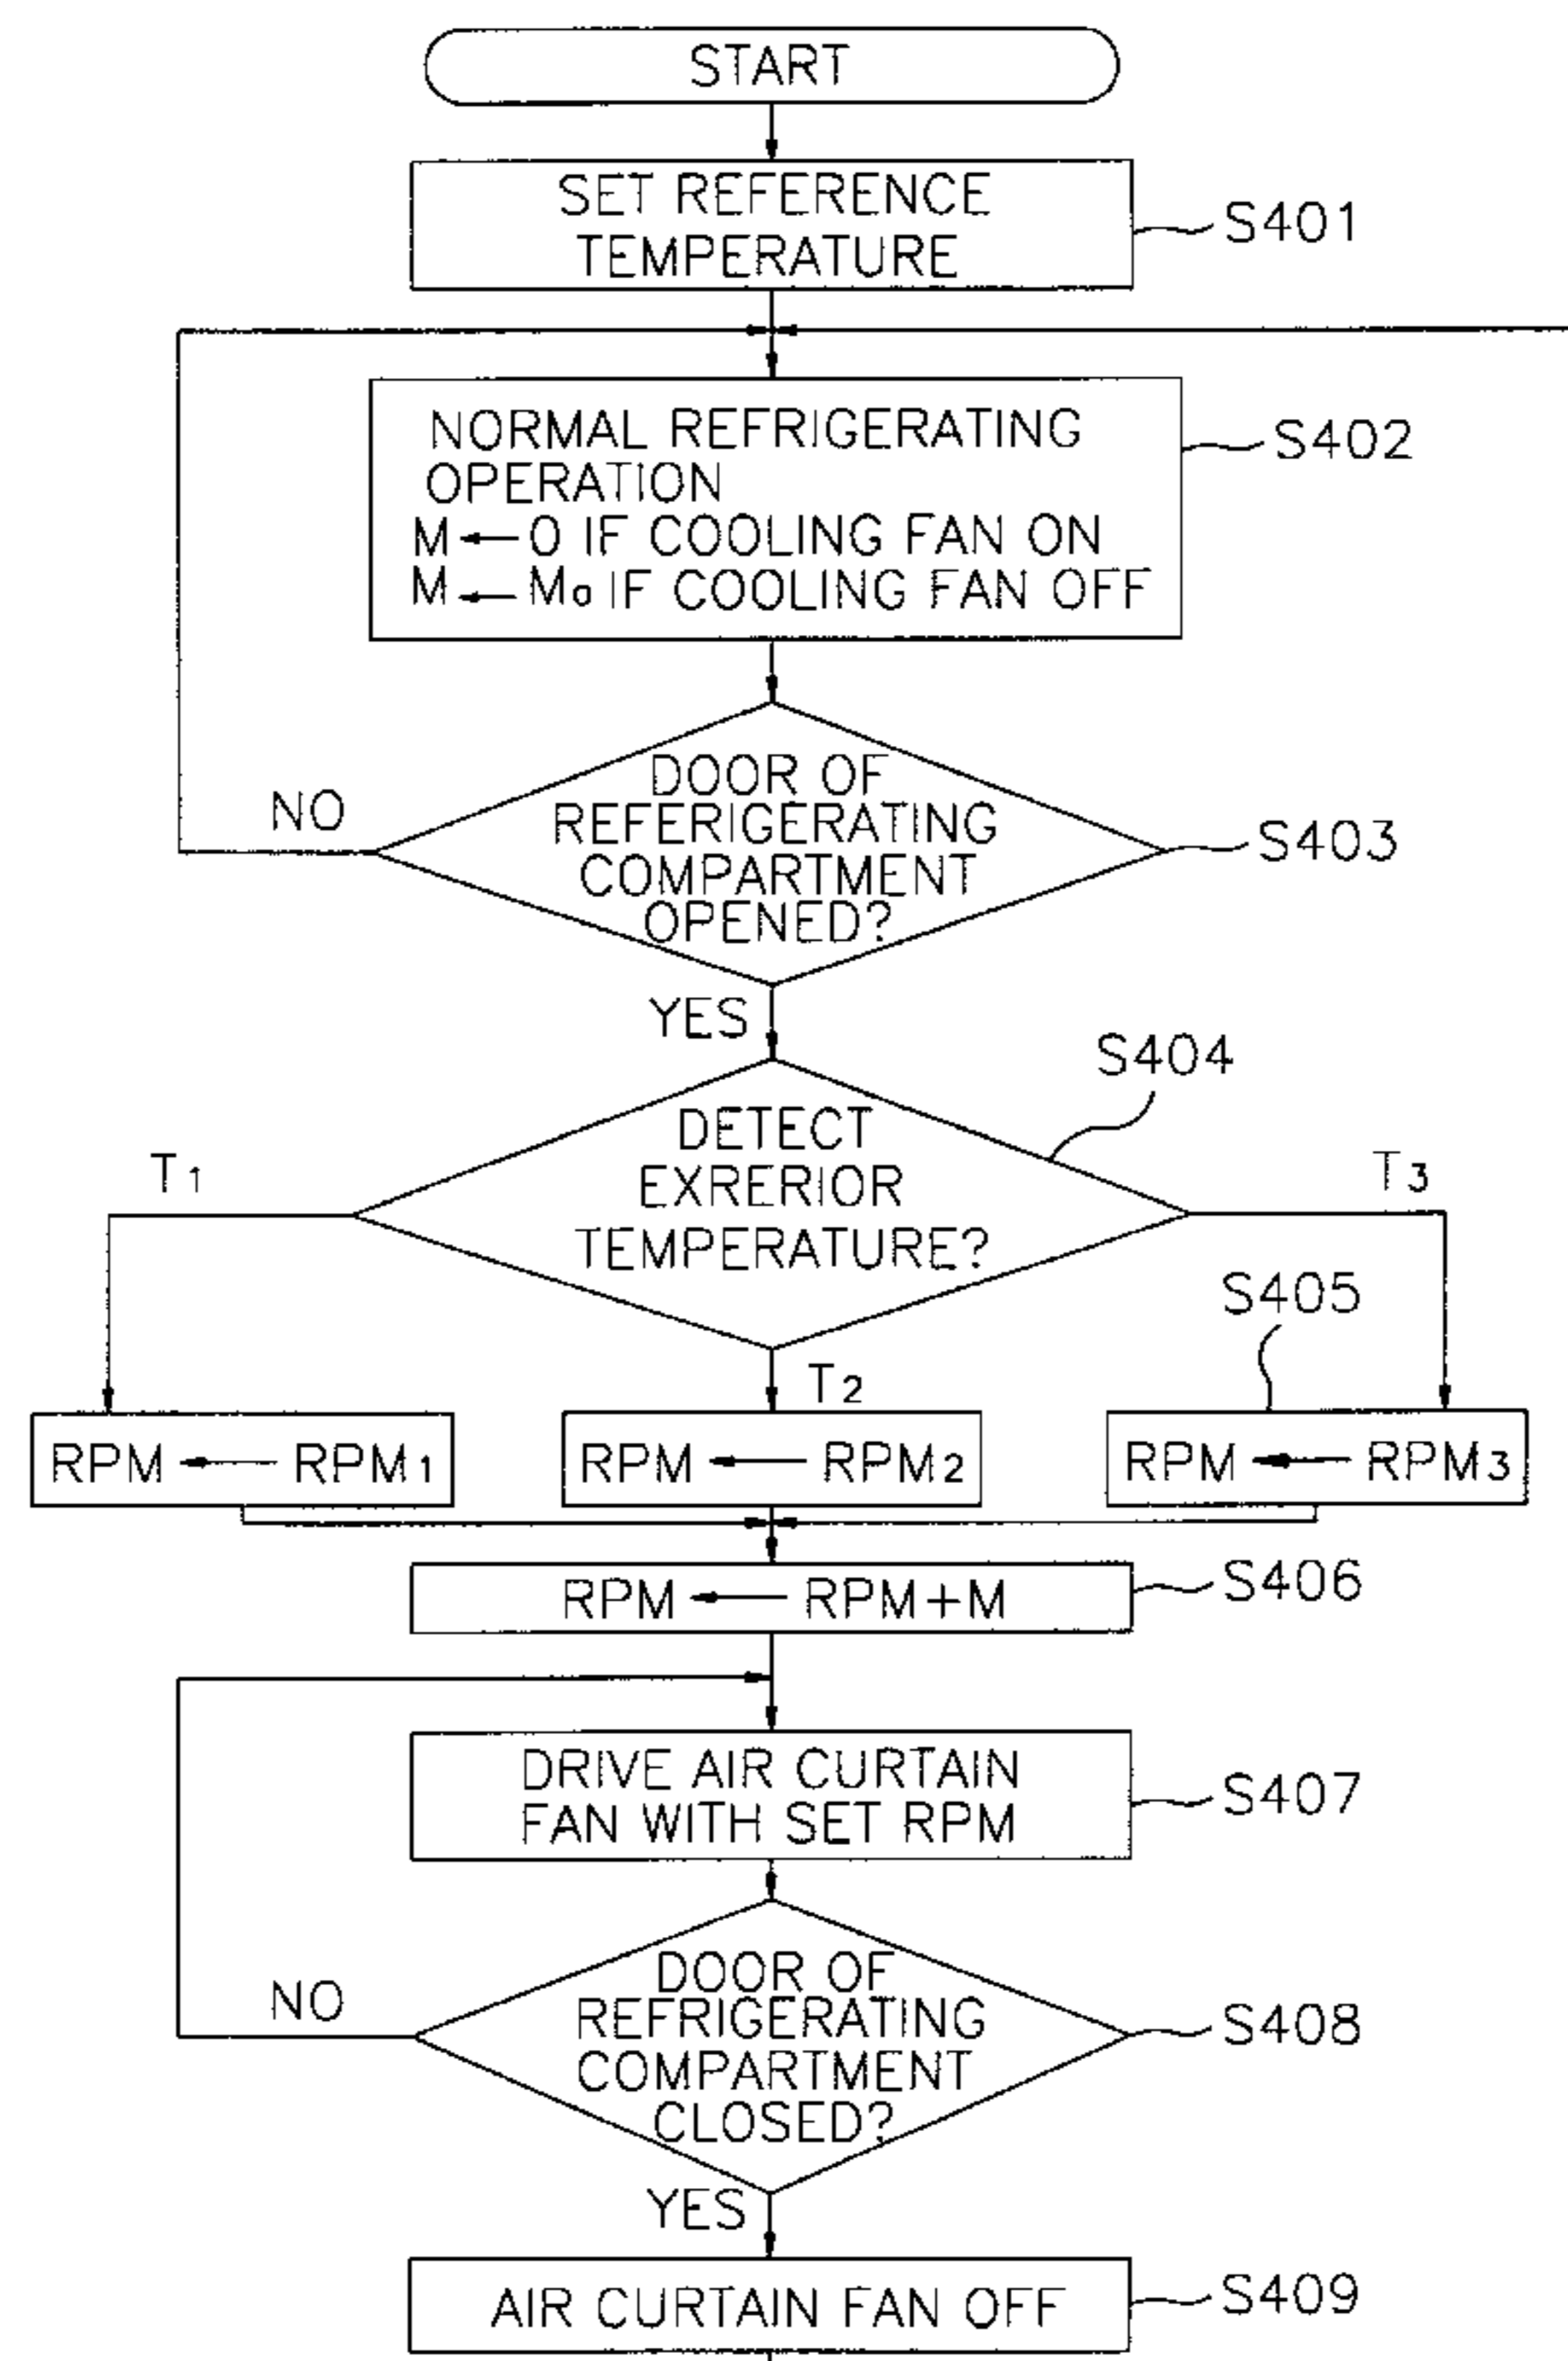 START
SET REFERENCE
TEMPERATURE
S401
NORMAL REFRIGERATING
OPERATION
M ← 0 IF COOLING FAN ON
M ← Ma IF COOLING FAN OFF
S402
DOOR OF
REFERIGERATING
COMPARTMENT
OPENED?
NO
S403
YES
S404
DETECT
EXRERIOR
TEMPERATURE?
T1
T3
S405
T2
RPM ← RPM1
RPM ← RPM2
RPM ← RPM3
RPM ← RPM+M
S406
DRIVE AIR CURTAIN
FAN WITH SET RPM
S407
DOOR OF
REFRIGERATING
COMPARTMENT
CLOSED?
NO
S408
YES
AIR CURTAIN FAN OFF
S409